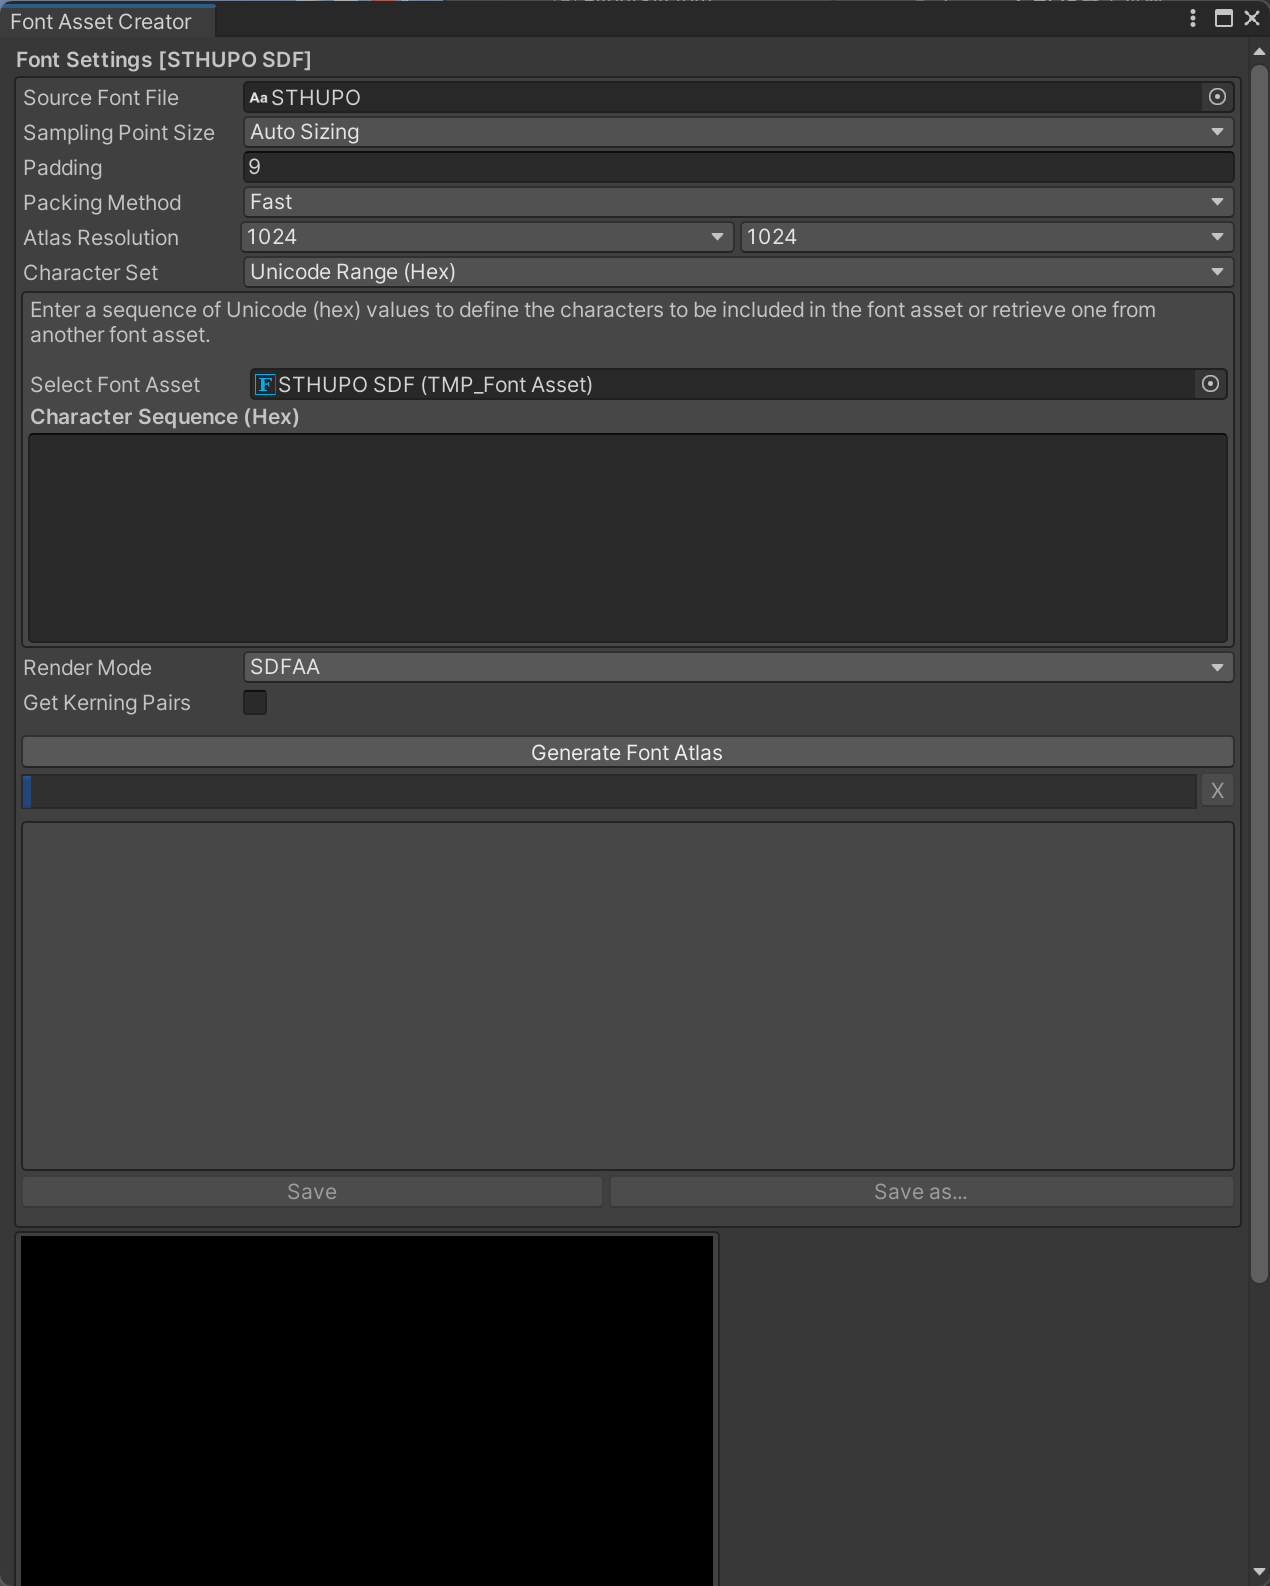 Font Asset Creator
Font Settings [STHUPO SDF]
Source Font File Aa STHUPO
Sampling Point Size Auto Sizing
Padding 9
Packing Method Fast
Atlas Resolution 1024 1024
Character Set Unicode Range (Hex)
Enter a sequence of Unicode (hex) values to define the characters to be included in the font asset or retrieve one from
another font asset.
Select Font Asset F STHUPO SDF (TMP_Font Asset)
Character Sequence (Hex)
Render Mode SDFAA
Get Kerning Pairs
Generate Font Atlas
X
Save Save as...